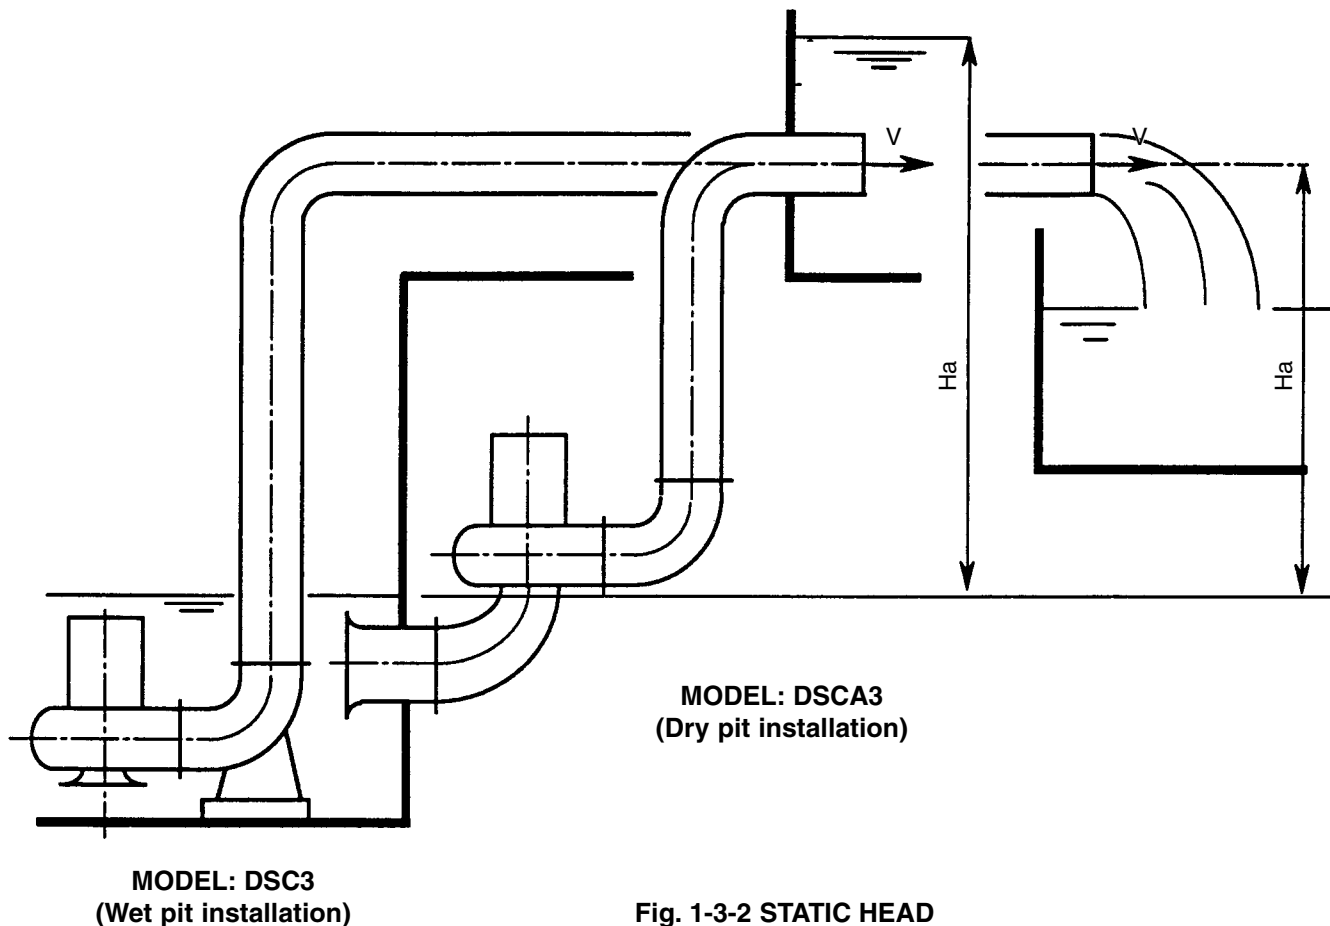 V
V
Ha
Ha
MODEL: DSCA3
(Dry pit installation)
MODEL: DSC3
(Wet pit installation)
Fig. 1-3-2 STATIC HEAD